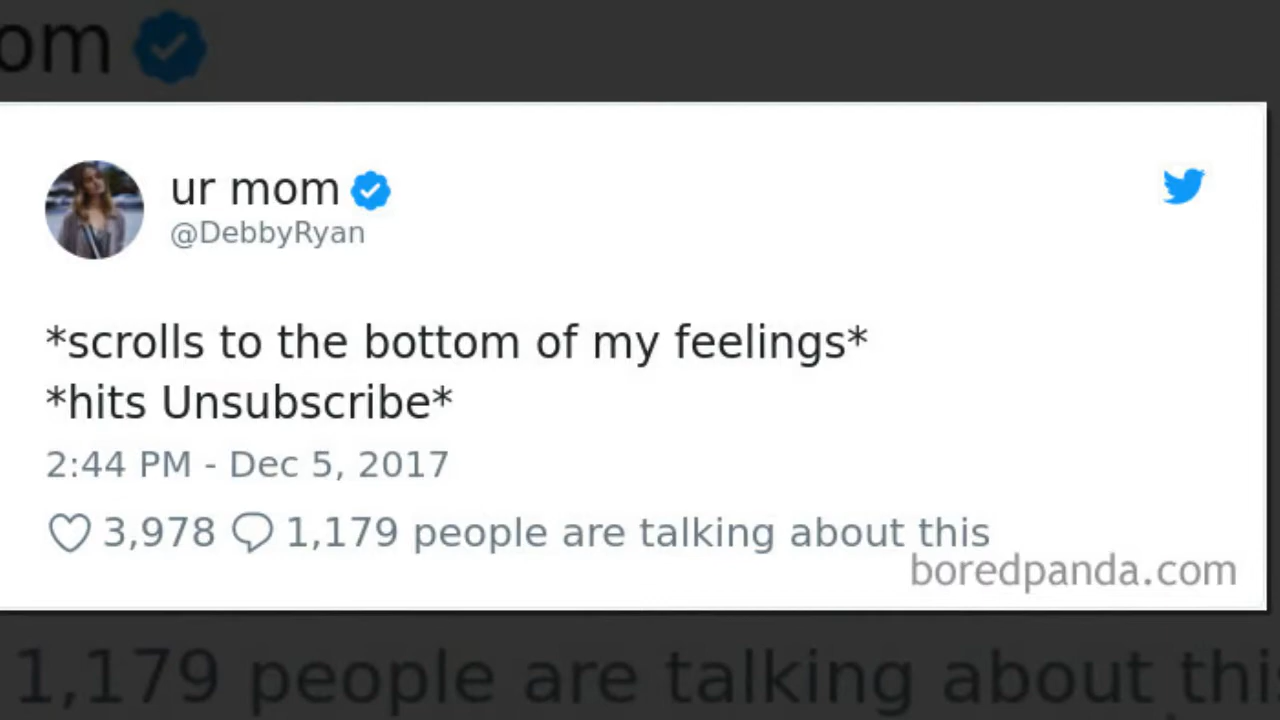 om
ur mom
@DebbyRyan
*scrolls to the bottom of my feelings*
*hits Unsubscribe*
2:44 PM - Dec 5, 2017
3,978 1,179 people are talking about this
boredpanda.com
1,179 people are talking about this